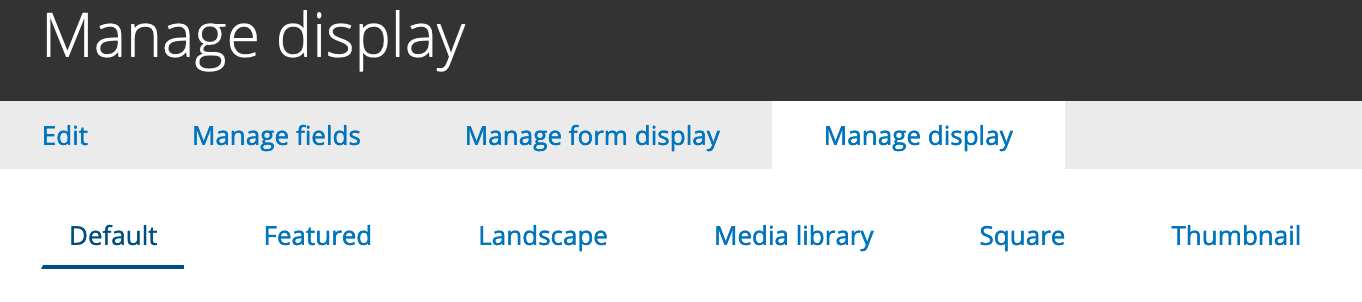 Manage display
Edit Manage fields Manage form display Manage display
Default Featured Landscape Media library Square Thumbnail